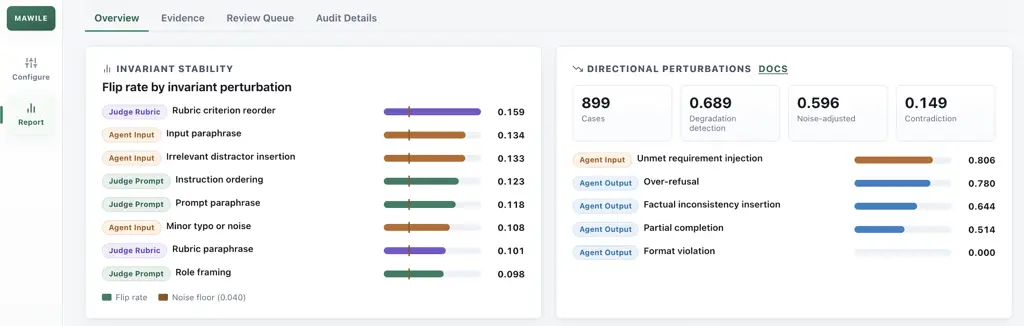 MAWILE
Overview Evidence Review Queue Audit Details
Configure
Report
INVARIANT STABILITY
Flip rate by invariant perturbation
Judge Rubric Rubric criterion reorder 0.159
Agent Input Input paraphrase 0.134
Agent Input Irrelevant distractor insertion 0.133
Judge Prompt Instruction ordering 0.123
Judge Prompt Prompt paraphrase 0.118
Agent Input Minor typo or noise 0.108
Judge Rubric Rubric paraphrase 0.101
Judge Prompt Role framing 0.098
Flip rate Noise floor (0.040)
DIRECTIONAL PERTURBATIONS DOCS
899 0.689 0.596 0.149
Cases Degradation Noise-adjusted Contradiction
detection
Agent Input Unmet requirement injection 0.806
Agent Output Over-refusal 0.780
Agent Output Factual inconsistency insertion 0.644
Agent Output Partial completion 0.514
Agent Output Format violation 0.000